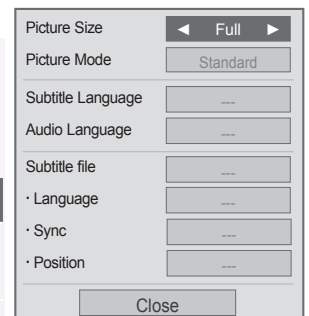 Picture Size ◄ Full ►
Picture Mode Standard
Subtitle Language ---
Audio Language ---
Subtitle file ---
· Language ---
· Sync ---
· Position ---
Close